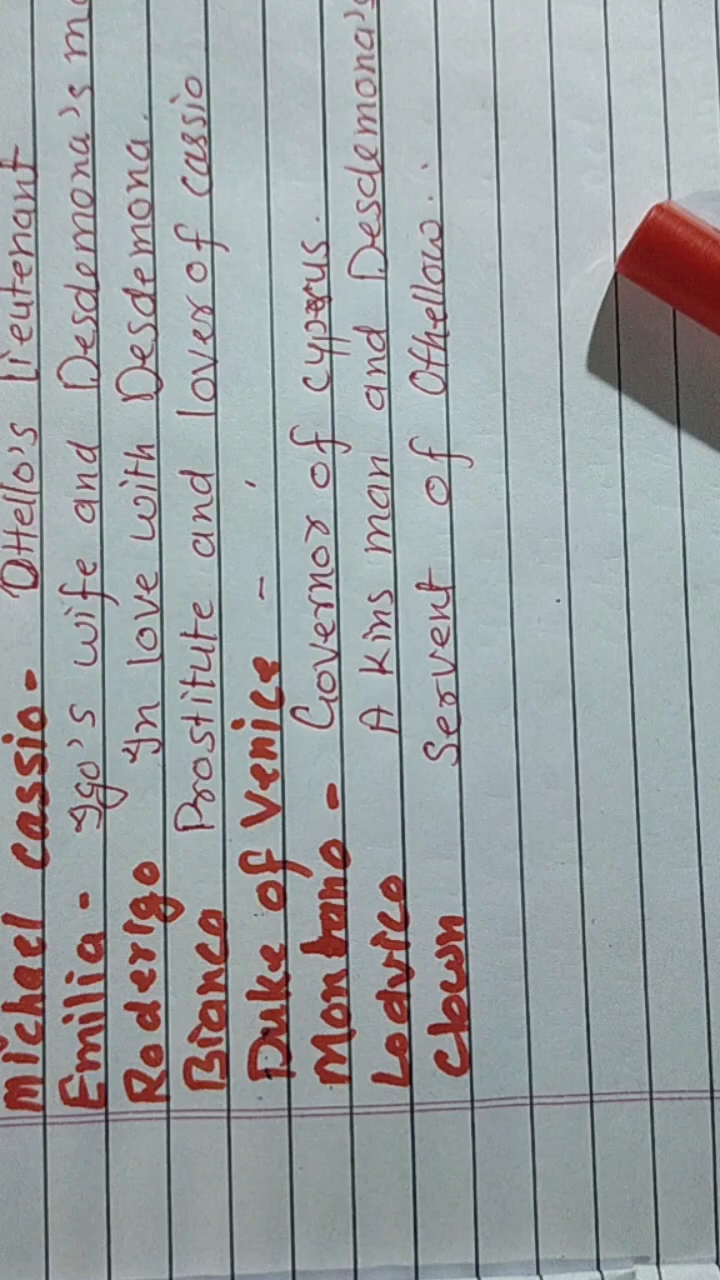 Michael Cassio - Othello's lieutenant
Emilia - Igo's wife and Desdemona's
Roderigo In love with Desdemona.
Bianca Prostitute and lover of cassio
Duke of Venice -
Montano - Governor of cyprus.
Lodvico A kins man and Desdemona's
Clown Servent of Othellow..